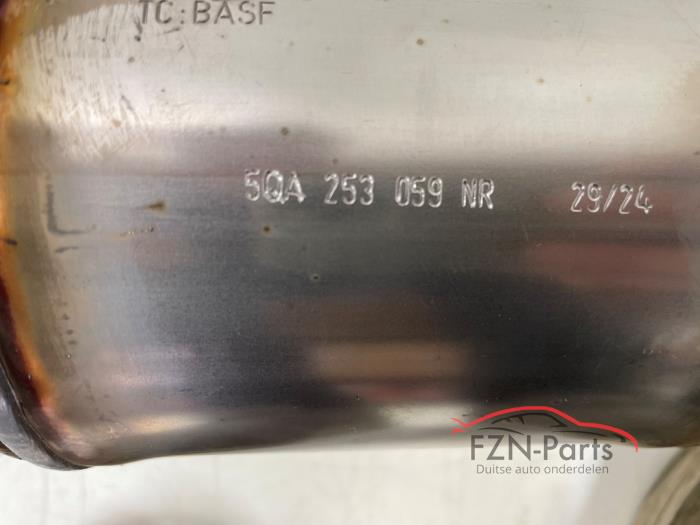 TC:BASF
5QA 253 059 NR 29/24
FZN-Parts
Duitse auto onderdelen